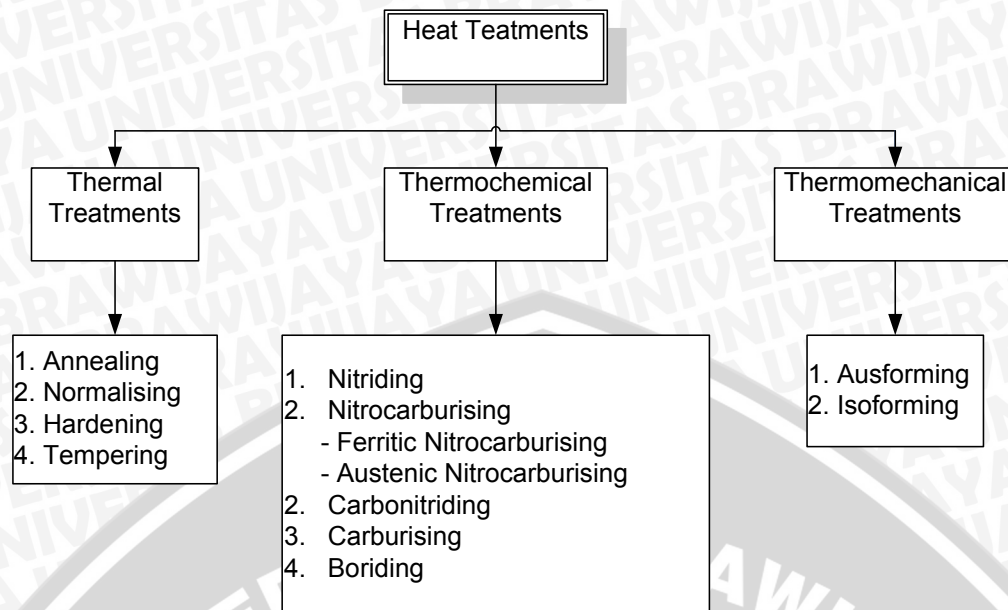 Heat Teatments
Thermal
Treatments
Thermochemical
Treatments
Thermomechanical
Treatments
1. Annealing
2. Normalising
3. Hardening
4. Tempering
1. Nitriding
2. Nitrocarburising
- Ferritic Nitrocarburising
- Austenic Nitrocarburising
2. Carbonitriding
3. Carburising
4. Boriding
1. Ausforming
2. Isoforming